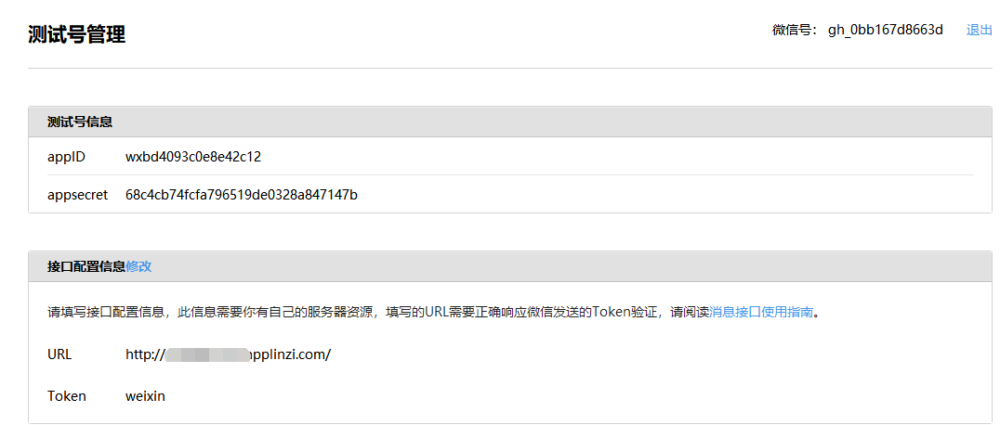 测试号管理
微信号： gh_0bb167d8663d 退出
测试号信息
appID wxbd4093c0e8e42c12
appsecret 68c4cb74fcfa796519de0328a847147b
接口配置信息修改
请填写接口配置信息，此信息需要你有自己的服务器资源，填写的URL需要正确响应微信发送的Token验证，请阅读消息接口使用指南。
URL http:// applinzi.com/
Token weixin